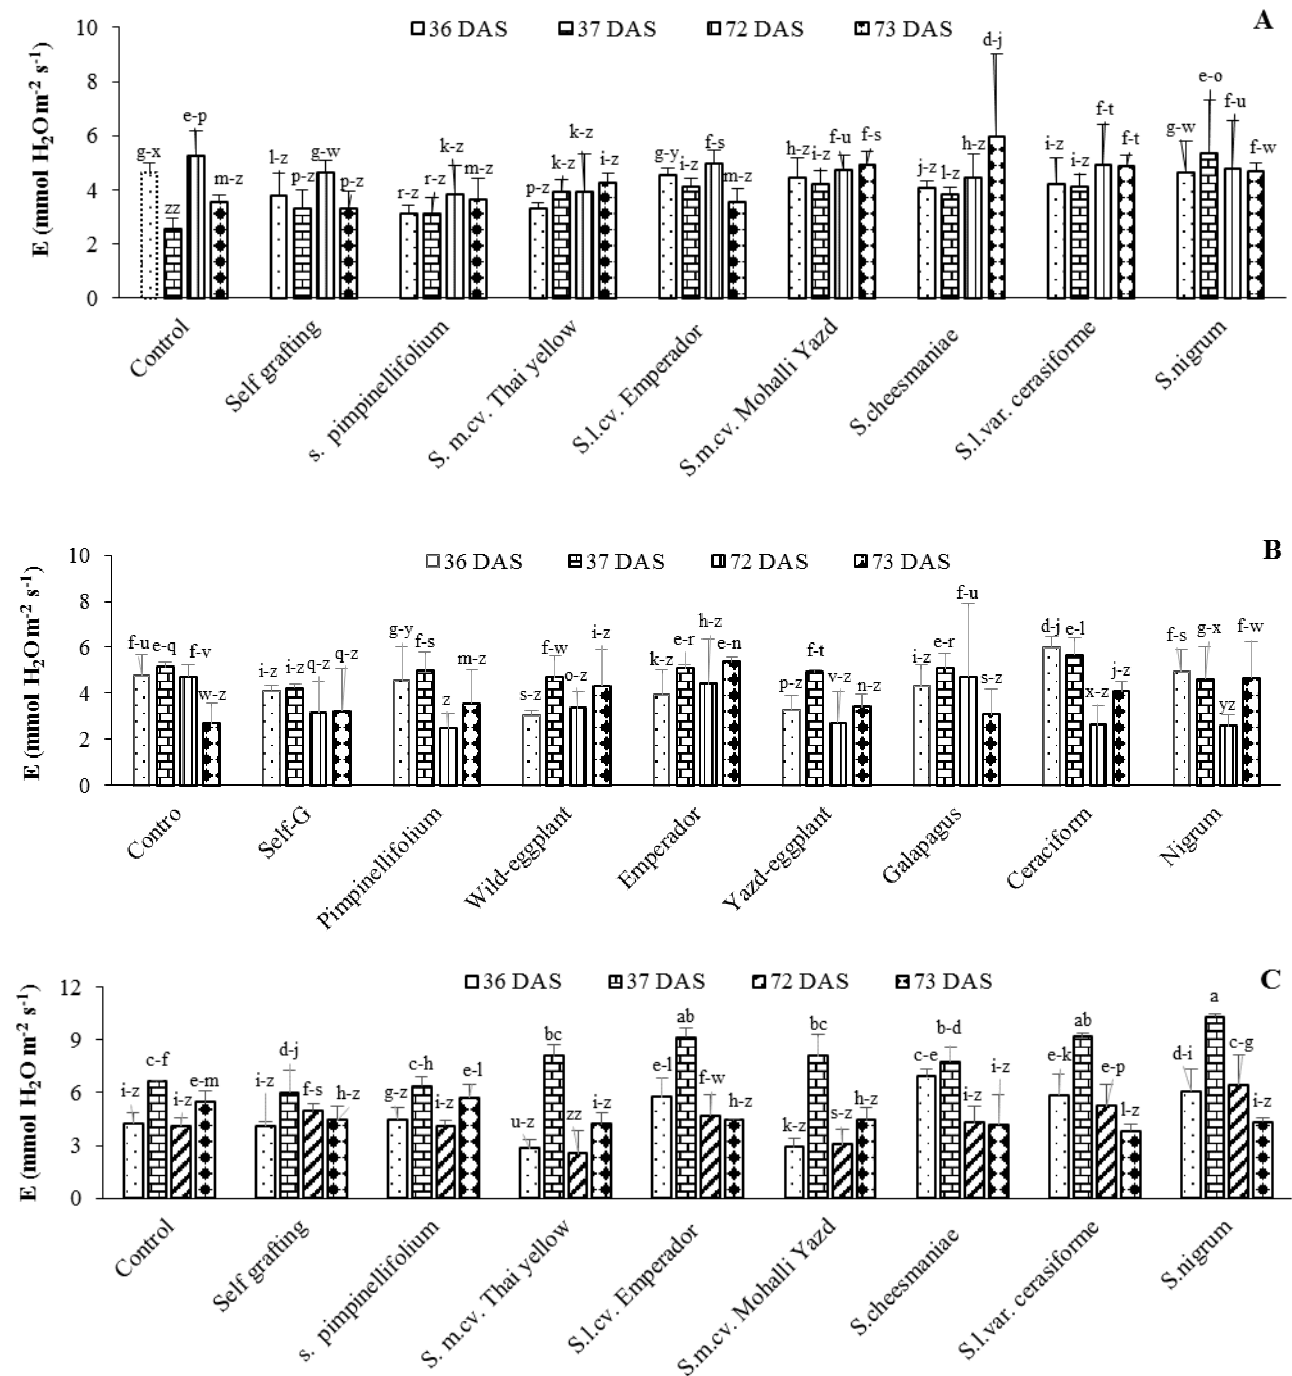 A
36 DAS 37 DAS 72 DAS 73 DAS
E (mmol H₂O m⁻² s⁻¹)
10
8
6
4
2
0
g-x zz e-p m-z
l-z p-z g-w p-z
r-z r-z k-z m-z
p-z k-z k-z i-z
g-y i-z f-s m-z
h-z i-z f-u f-s
j-z l-z h-z d-j
i-z i-z f-t f-t
g-w e-o f-u f-w
Control
Self grafting
s. pimpinellifolium
S. m.cv. Thai yellow
S.l.cv. Emperador
S.m.cv. Mohalli Yazd
S.cheesmaniae
S.l.var. cerasiforme
S.nigrum
B
36 DAS 37 DAS 72 DAS 73 DAS
E (mmol H₂O m⁻² s⁻¹)
10
8
6
4
2
0
f-u e-q f-v w-z
i-z i-z q-z q-z
g-y f-s z m-z
s-z f-w o-z i-z
k-z e-r h-z e-n
p-z f-t v-z n-z
i-z e-r f-u s-z
d-j e-l x-z j-z
f-s g-x yz f-w
Contro
Self-G
Pimpinellifolium
Wild-eggplant
Emperador
Yazd-eggplant
Galapagus
Ceraciform
Nigrum
C
36 DAS 37 DAS 72 DAS 73 DAS
E (mmol H₂O m⁻² s⁻¹)
12
9
6
3
0
i-z c-f i-z e-m
i-z d-j f-s h-z
g-z c-h i-z e-l
u-z bc zz i-z
e-l ab f-w h-z
k-z bc s-z h-z
c-e b-d i-z i-z
e-k ab e-p l-z
d-i a c-g i-z
Control
Self grafting
s. pimpinellifolium
S. m.cv. Thai yellow
S.l.cv. Emperador
S.m.cv. Mohalli Yazd
S.cheesmaniae
S.l.var. cerasiforme
S.nigrum